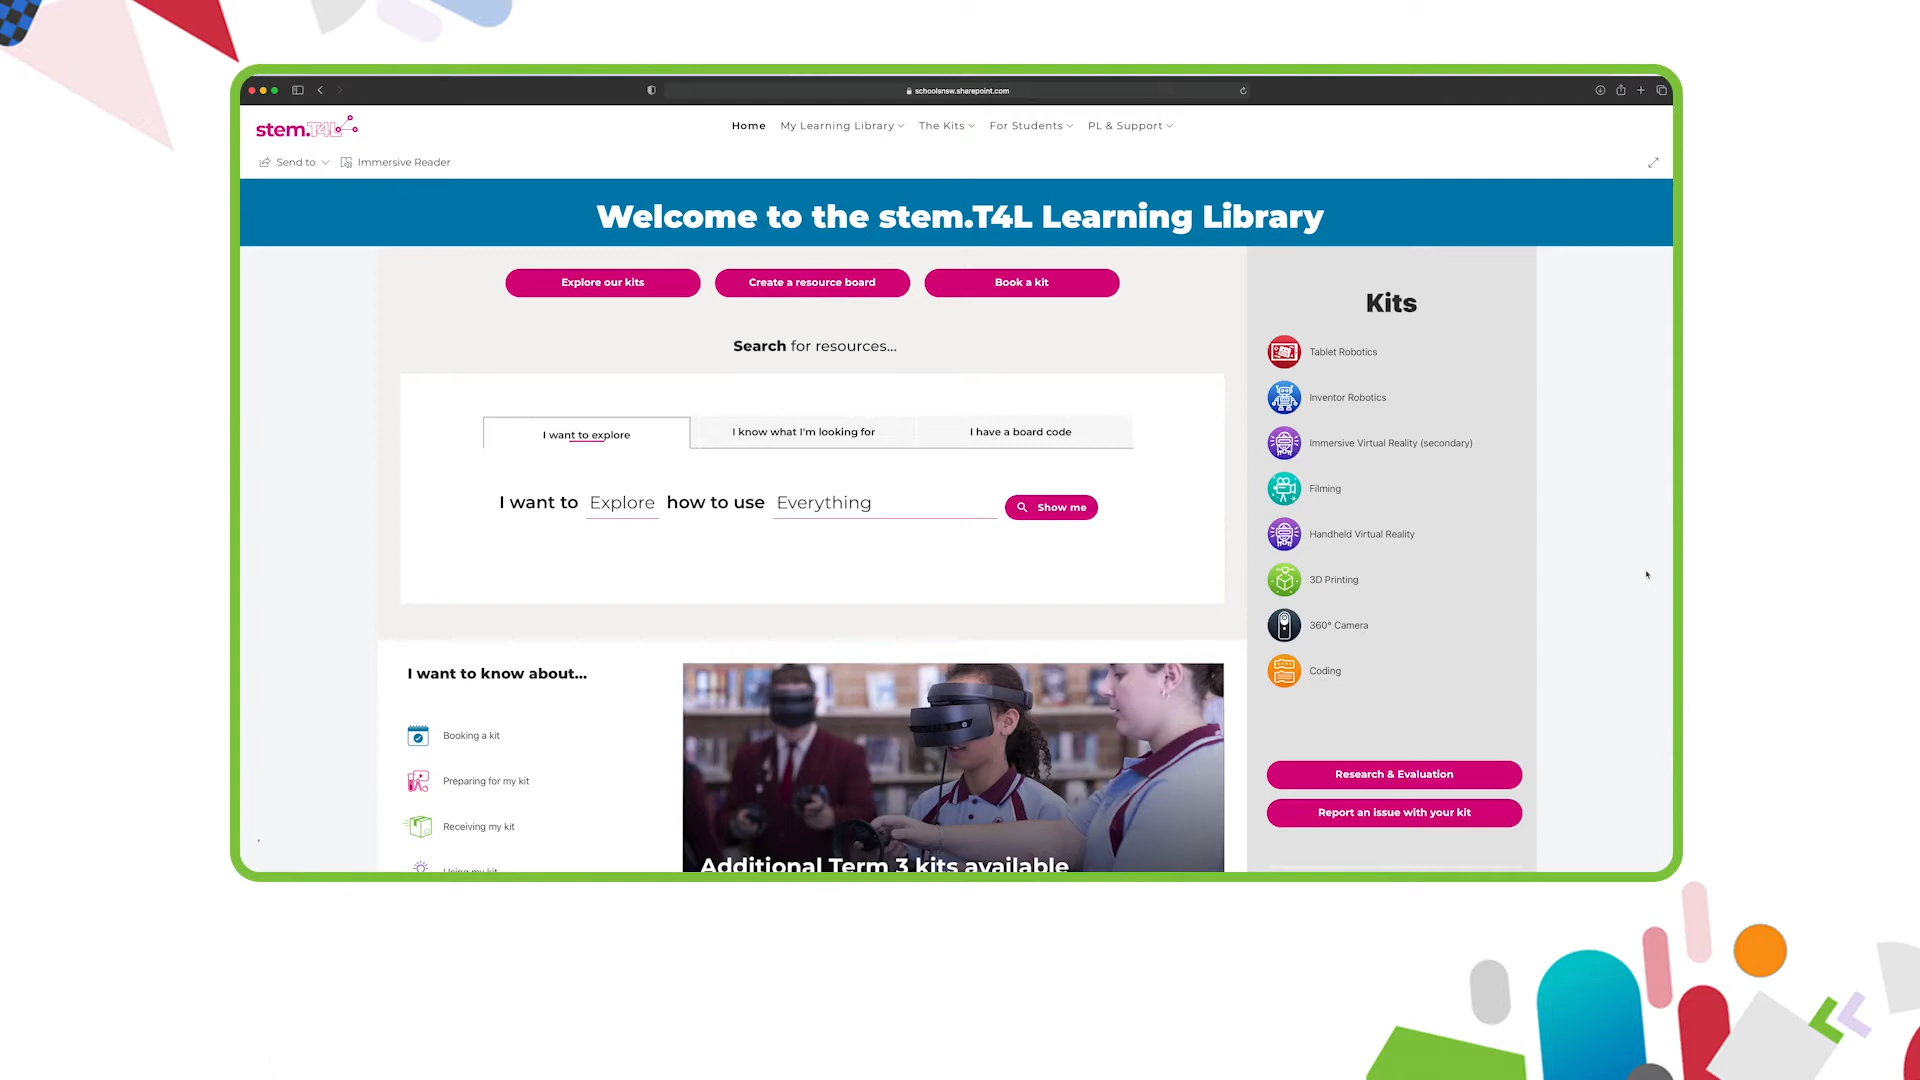 schoolsnsw.sharepoint.com
stem.T4L
Home My Learning Library The Kits For Students PL & Support
Send to Immersive Reader
Welcome to the stem.T4L Learning Library
Explore our kits
Create a resource board
Book a kit
Search for resources...
I want to explore
I know what I'm looking for
I have a board code
I want to Explore how to use Everything
Show me
I want to know about...
Booking a kit
Preparing for my kit
Receiving my kit
Using my kit
Additional Term 3 kits available
Kits
Tablet Robotics
Inventor Robotics
Immersive Virtual Reality (secondary)
Filming
Handheld Virtual Reality
3D Printing
360° Camera
Coding
Research & Evaluation
Report an issue with your kit